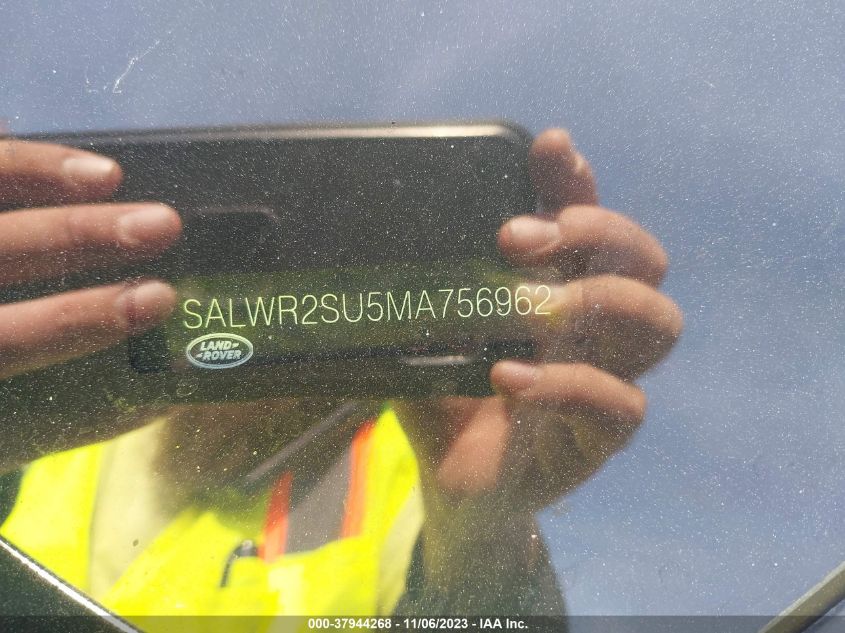 SALWR2SU5MA756962
LAND-
-ROVER
000-37944268 - 11/06/2023 - IAA Inc.